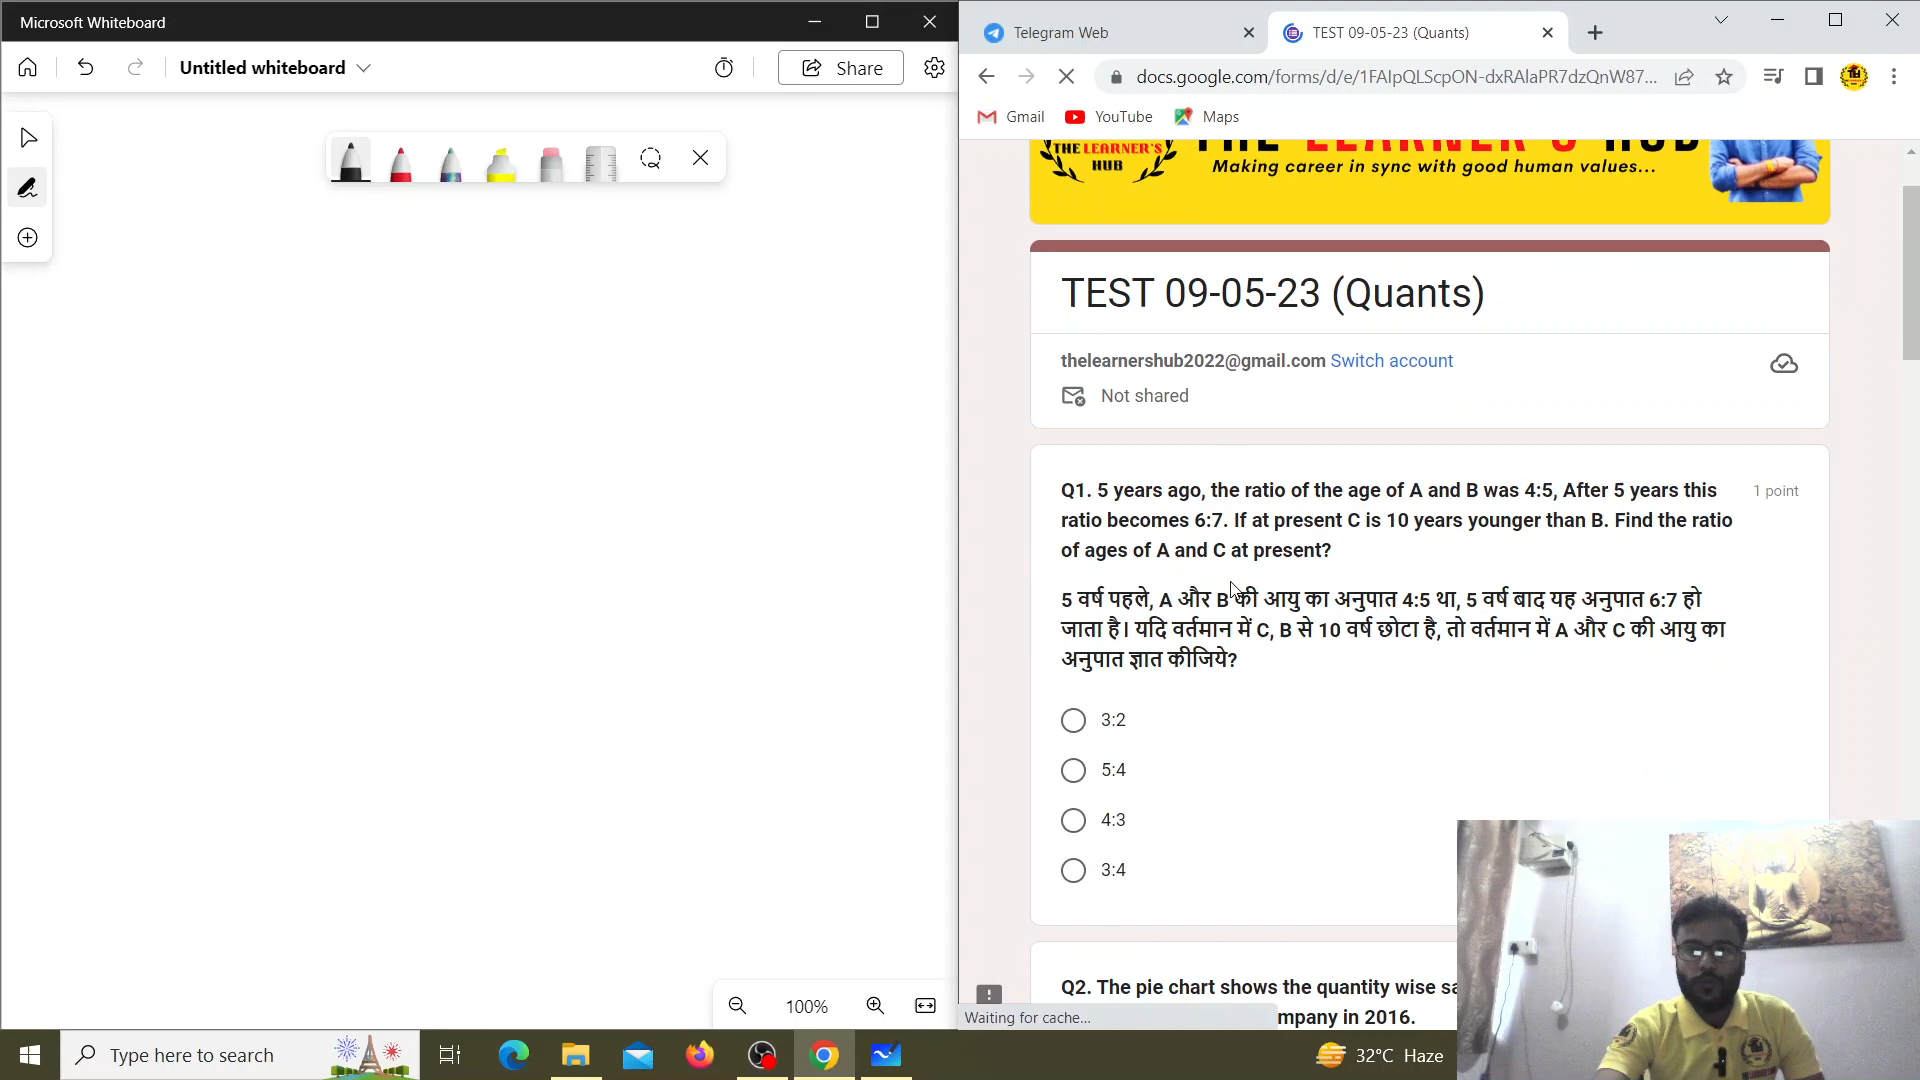 Microsoft Whiteboard
Untitled whiteboard
Share
100%
Telegram Web
TEST 09-05-23 (Quants)
docs.google.com/forms/d/e/1FAIpQLScpON-dxRAlaPR7dzQnW87...
Gmail
YouTube
Maps
THE LEARNER'S HUB
THE LEARNER'S
HUB
Making career in sync with good human values...
TEST 09-05-23 (Quants)
thelearnershub2022@gmail.com Switch account
Not shared
Q1. 5 years ago, the ratio of the age of A and B was 4:5, After 5 years this
1 point
ratio becomes 6:7. If at present C is 10 years younger than B. Find the ratio
of ages of A and C at present?
5 वर्ष पहले, A और B की आयु का अनुपात 4:5 था, 5 वर्ष बाद यह अनुपात 6:7 हो
जाता है। यदि वर्तमान में C, B से 10 वर्ष छोटा है, तो वर्तमान में A और C की आयु का
अनुपात ज्ञात कीजिये?
3:2
5:4
4:3
3:4
Q2. The pie chart shows the quantity wise sa
mpany in 2016.
Waiting for cache...
Type here to search
32°C Haze